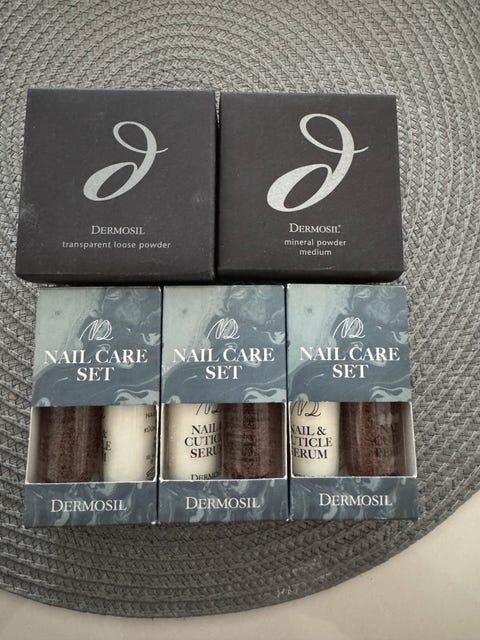 DERMOSIL
transparent loose powder
DERMOSIL®
mineral powder
medium
NAIL CARE
SET
DERMOSIL
NAIL CARE
SET
NAIL &
CUTICLE
SERUM
DERMOSIL
DERMOSIL
NAIL CARE
SET
NAIL &
CUTICLE
SERUM
DERMOSIL